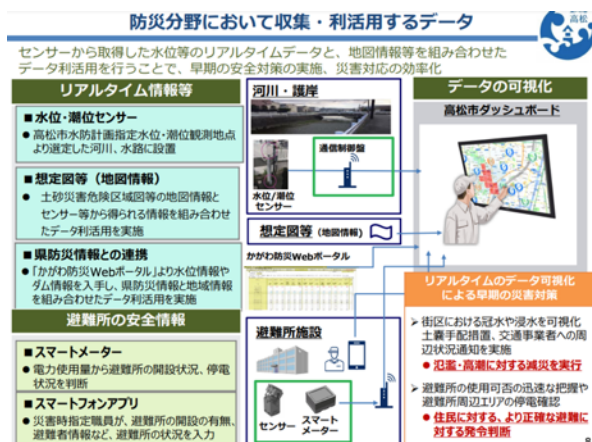 防災分野において収集・利活用するデータ
高松
センサーから取得した水位等のリアルタイムデータと、地図情報等を組み合わせた
データ利活用を行うことで、早期の安全対策の実施、災害対応の効率化
リアルタイム情報等
■水位・潮位センサー
●高松市水防計画指定水位・潮位観測地点
より選定した河川、水路に設置
■想定図等（地図情報）
● 土砂災害危険区域図等の地図情報と
センサー等から得られる情報を組み合わせ
たデータ利活用を実施
■県防災情報との連携
●「かがわ防災Webポータル」より水位情報や
ダム情報を入手し、県防災情報と地域情報
を組み合わせたデータ利活用を実施
避難所の安全情報
■スマートメーター
●電力使用量から避難所の開設状況、停電
状況を判断
■スマートフォンアプリ
●災害時指定職員が、避難所の開設の有無、
避難者情報など、避難所の状況を入力
河川・護岸
通信制御盤
水位/潮位
センサー
想定図等（地図情報）
かがわ防災Webポータル
避難所施設
センサー
スマート
メーター
データの可視化
高松市ダッシュボード
リアルタイムのデータ可視化
による早期の災害対策
➢ 街区における冠水や浸水を可視化
土嚢手配措置、交通事業者への周
辺状況通知を実施
● 氾濫・高潮に対する減災を実行
➢ 避難所の使用可否の迅速な把握や
避難所周辺エリアの停電確認
● 住民に対する、より正確な避難に
対する発令判断